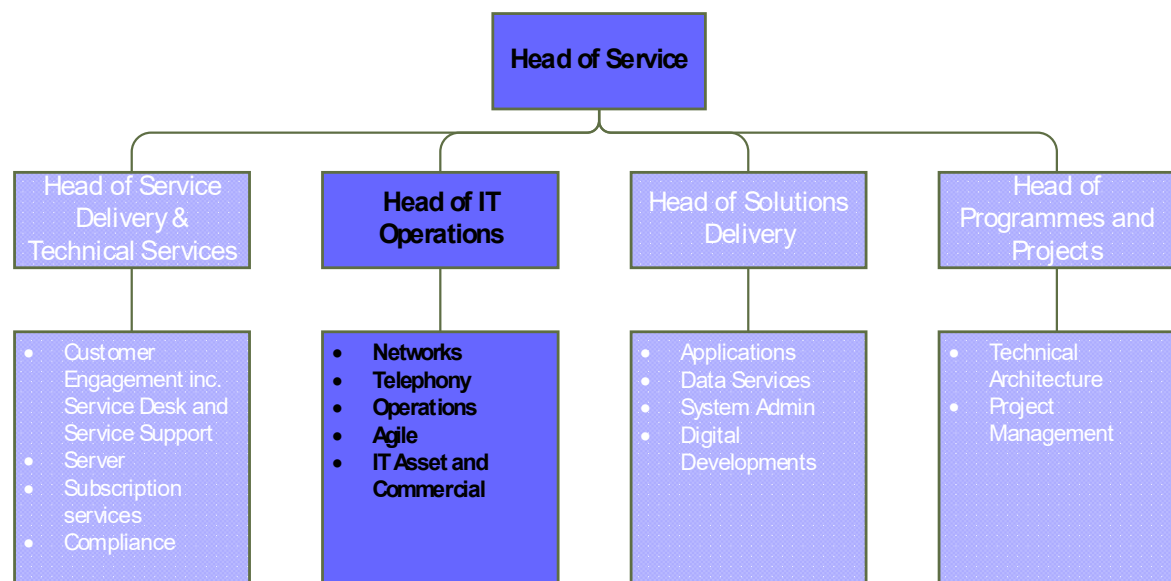 Head of Service
Head of Service
Delivery &
Technical Services
Head of IT
Operations
Head of Solutions
Delivery
Head of
Programmes and
Projects
• Customer
Engagement inc.
Service Desk and
Service Support
• Server
• Subscription
services
• Compliance
• Networks
• Telephony
• Operations
• Agile
• IT Asset and
Commercial
• Applications
• Data Services
• System Admin
• Digital
Developments
• Technical
Architecture
• Project
Management